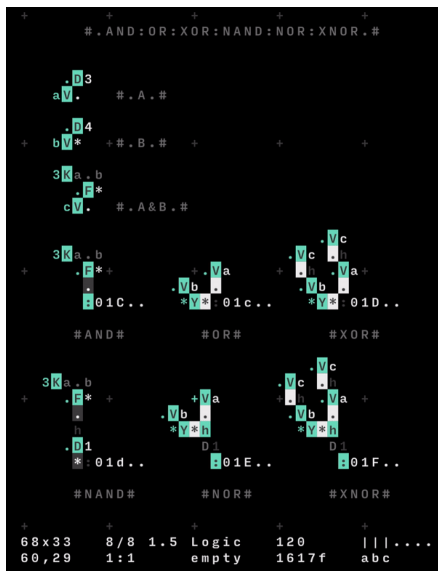 #.AND:OR:XOR:NAND:NOR:XNOR.#
.D3
aV. #.A.#
.D4
bV* #.B.#
3Ka.b
.F*
cV. #.A&B.#
.Vc
3Ka.b .Vc .h
.F* .Va .h .Va
. .Vb . .Vb .
:01C.. *Y*:01c.. *Y*:01D..
#AND# #OR# #XOR#
.Vc
3Ka.b .Vc .h
.F* +Va .h .Va
. .Vb . .Vb .
h *Y*h *Y*h
.D1 D1 D1
*:01d.. :01E.. :01F..
#NAND# #NOR# #XNOR#
68x33 8/8 1.5 Logic 120 |||....
60,29 1:1 empty 1617f abc